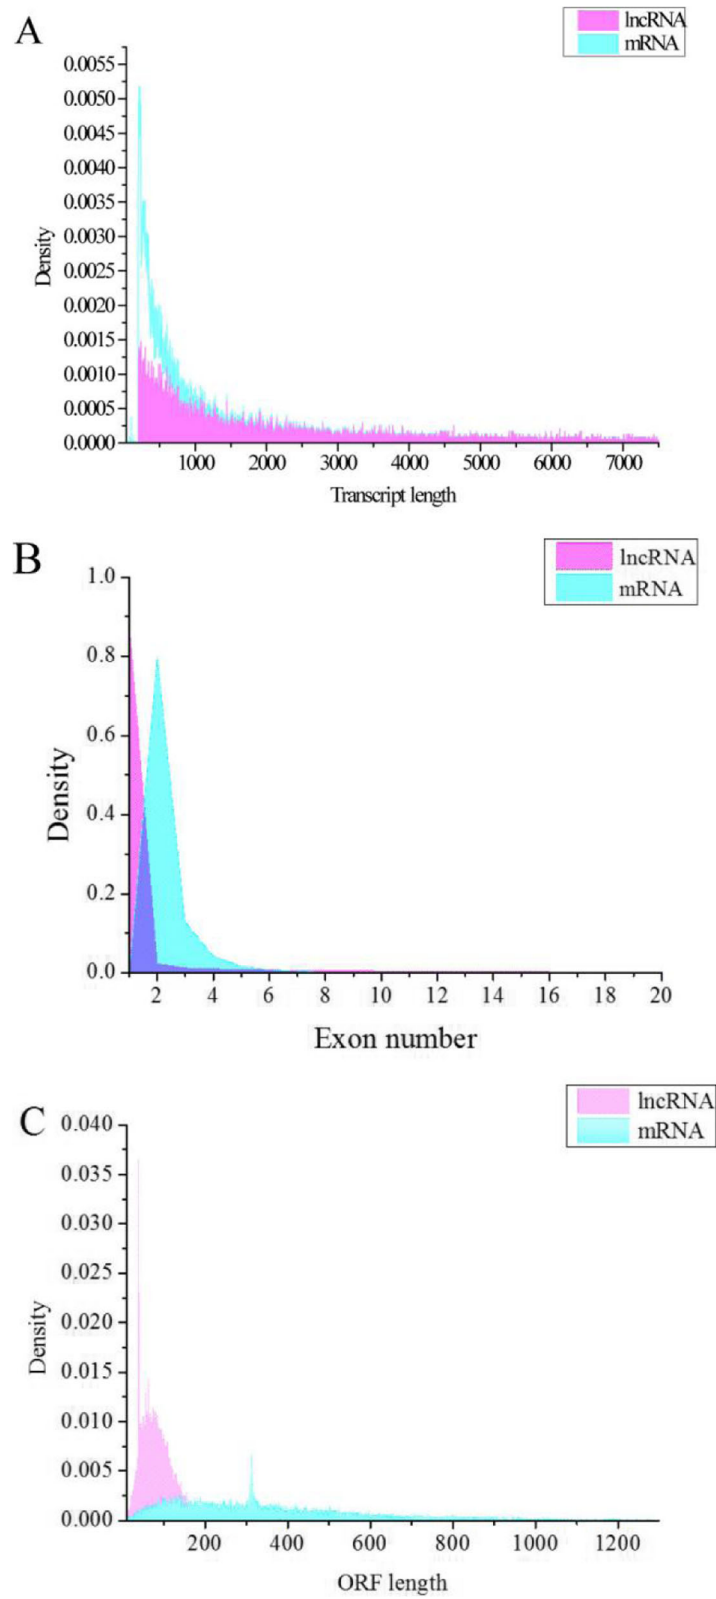 A
lncRNA
mRNA
0.0055
0.0050
0.0045
0.0040
0.0035
0.0030
0.0025
0.0020
0.0015
0.0010
0.0005
0.0000
Density
1000 2000 3000 4000 5000 6000 7000
Transcript length
B
lncRNA
mRNA
1.0
0.8
0.6
0.4
0.2
0.0
Density
2 4 6 8 10 12 14 16 18 20
Exon number
C
lncRNA
mRNA
0.040
0.035
0.030
0.025
0.020
0.015
0.010
0.005
0.000
Density
200 400 600 800 1000 1200
ORF length